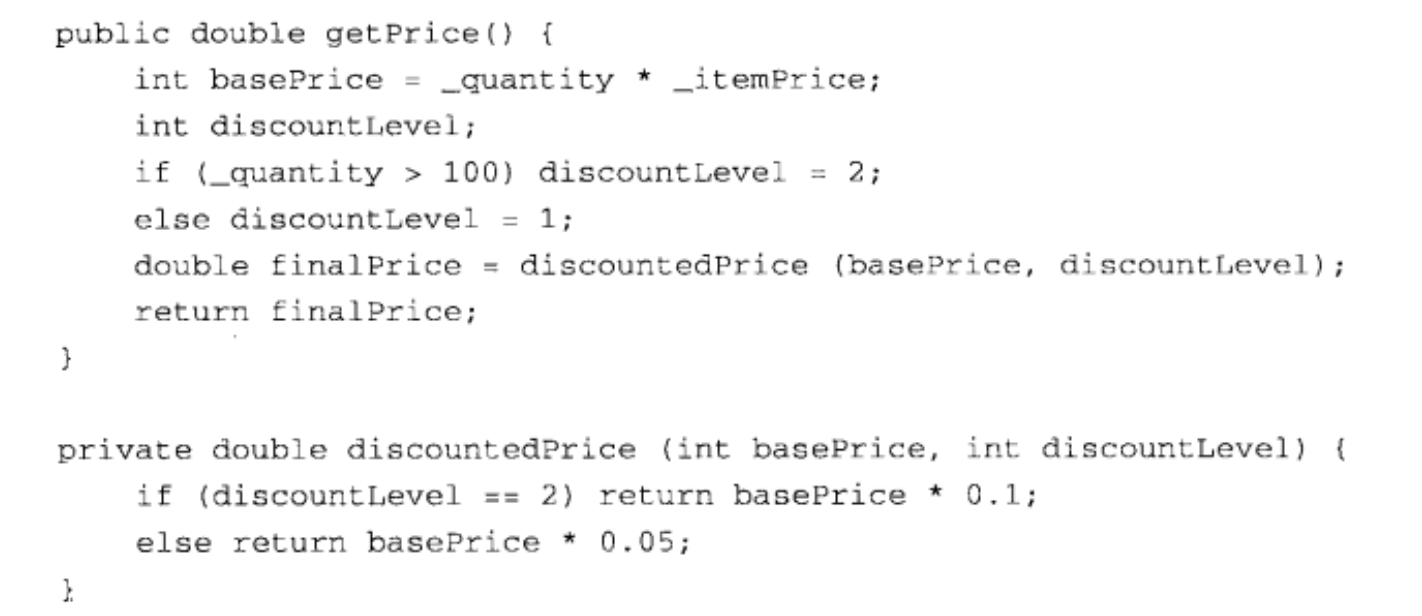 public double getPrice() {
    int basePrice = _quantity * _itemPrice;
    int discountLevel;
    if (_quantity > 100) discountLevel = 2;
    else discountLevel = 1;
    double finalPrice = discountedPrice (basePrice, discountLevel);
    return finalPrice;
}

private double discountedPrice (int basePrice, int discountLevel) {
    if (discountLevel == 2) return basePrice * 0.1;
    else return basePrice * 0.05;
}